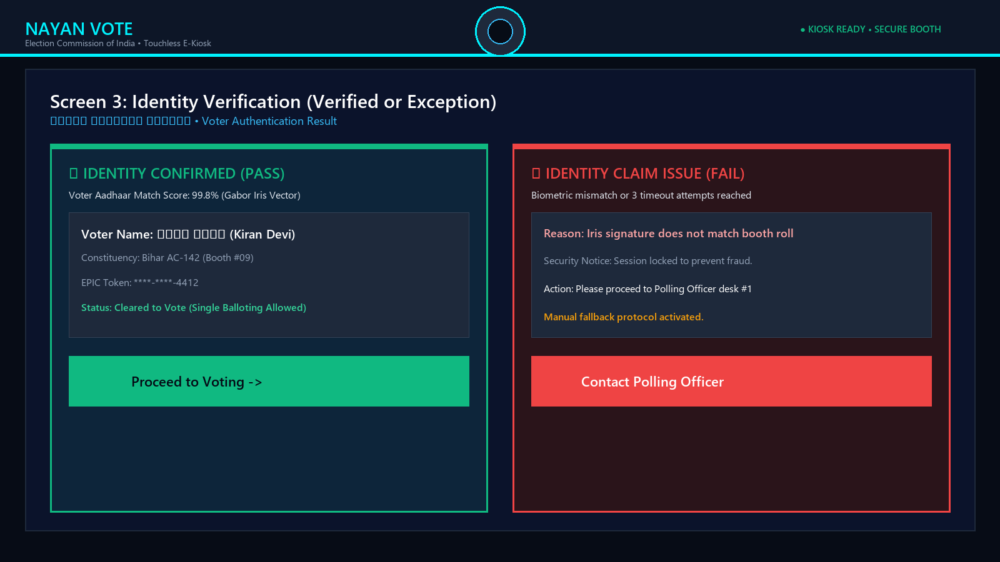 NAYAN VOTE
Election Commission of India • Touchless E-Kiosk
● KIOSK READY • SECURE BOOTH
Screen 3: Identity Verification (Verified or Exception)
• Voter Authentication Result
IDENTITY CONFIRMED (PASS)
Voter Aadhaar Match Score: 99.8% (Gabor Iris Vector)
Voter Name: (Kiran Devi)
Constituency: Bihar AC-142 (Booth #09)
EPIC Token: ****-****-4412
Status: Cleared to Vote (Single Balloting Allowed)
Proceed to Voting ->
IDENTITY CLAIM ISSUE (FAIL)
Biometric mismatch or 3 timeout attempts reached
Reason: Iris signature does not match booth roll
Security Notice: Session locked to prevent fraud.
Action: Please proceed to Polling Officer desk #1
Manual fallback protocol activated.
Contact Polling Officer